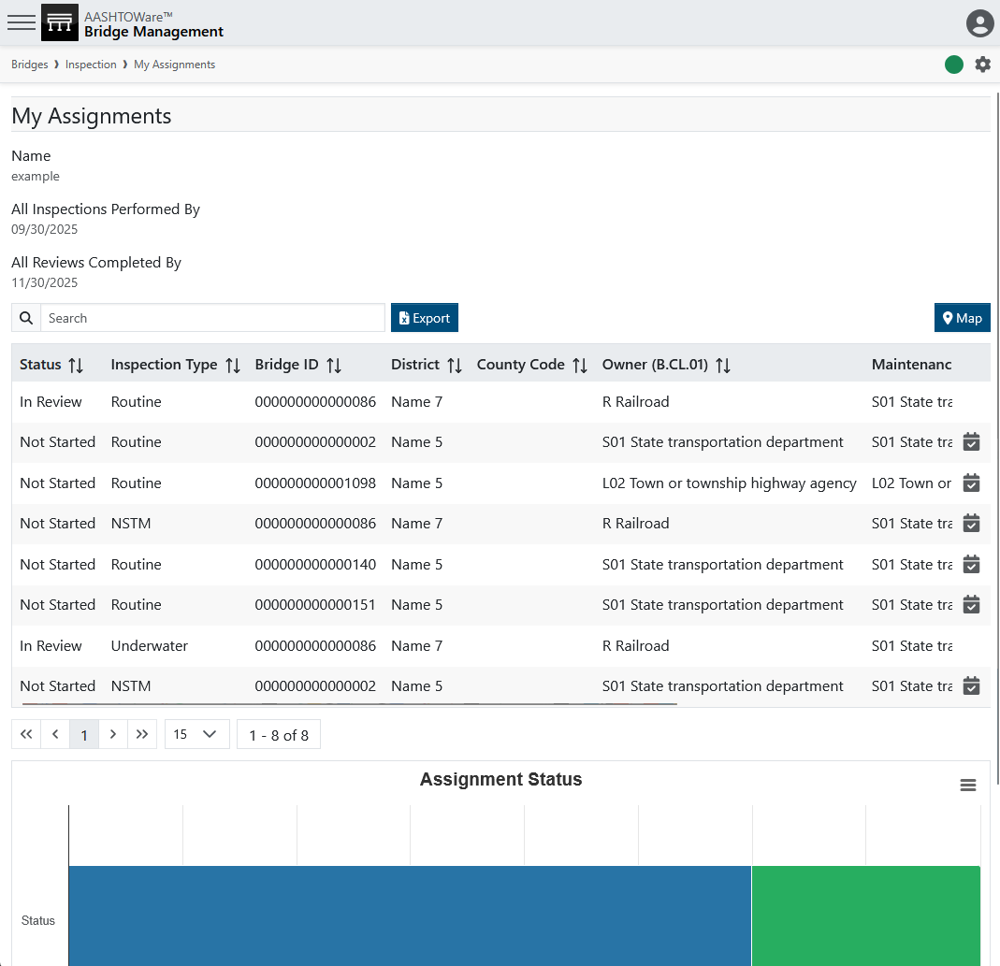 AASHTOWare™
Bridge Management
Bridges › Inspection › My Assignments
My Assignments
Name
example
All Inspections Performed By
09/30/2025
All Reviews Completed By
11/30/2025
Search Export Map
Status Inspection Type Bridge ID District County Code Owner (B.CL.01) Maintenanc
In Review Routine 000000000000086 Name 7 R Railroad S01 State tra
Not Started Routine 000000000000002 Name 5 S01 State transportation department S01 State tra
Not Started Routine 000000000001098 Name 5 L02 Town or township highway agency L02 Town or
Not Started NSTM 000000000000086 Name 7 R Railroad S01 State tra
Not Started Routine 000000000000140 Name 5 S01 State transportation department S01 State tra
Not Started Routine 000000000000151 Name 5 S01 State transportation department S01 State tra
In Review Underwater 000000000000086 Name 7 R Railroad S01 State tra
Not Started NSTM 000000000000002 Name 5 S01 State transportation department S01 State tra
« ‹ 1 › » 15 1 - 8 of 8
Assignment Status
Status